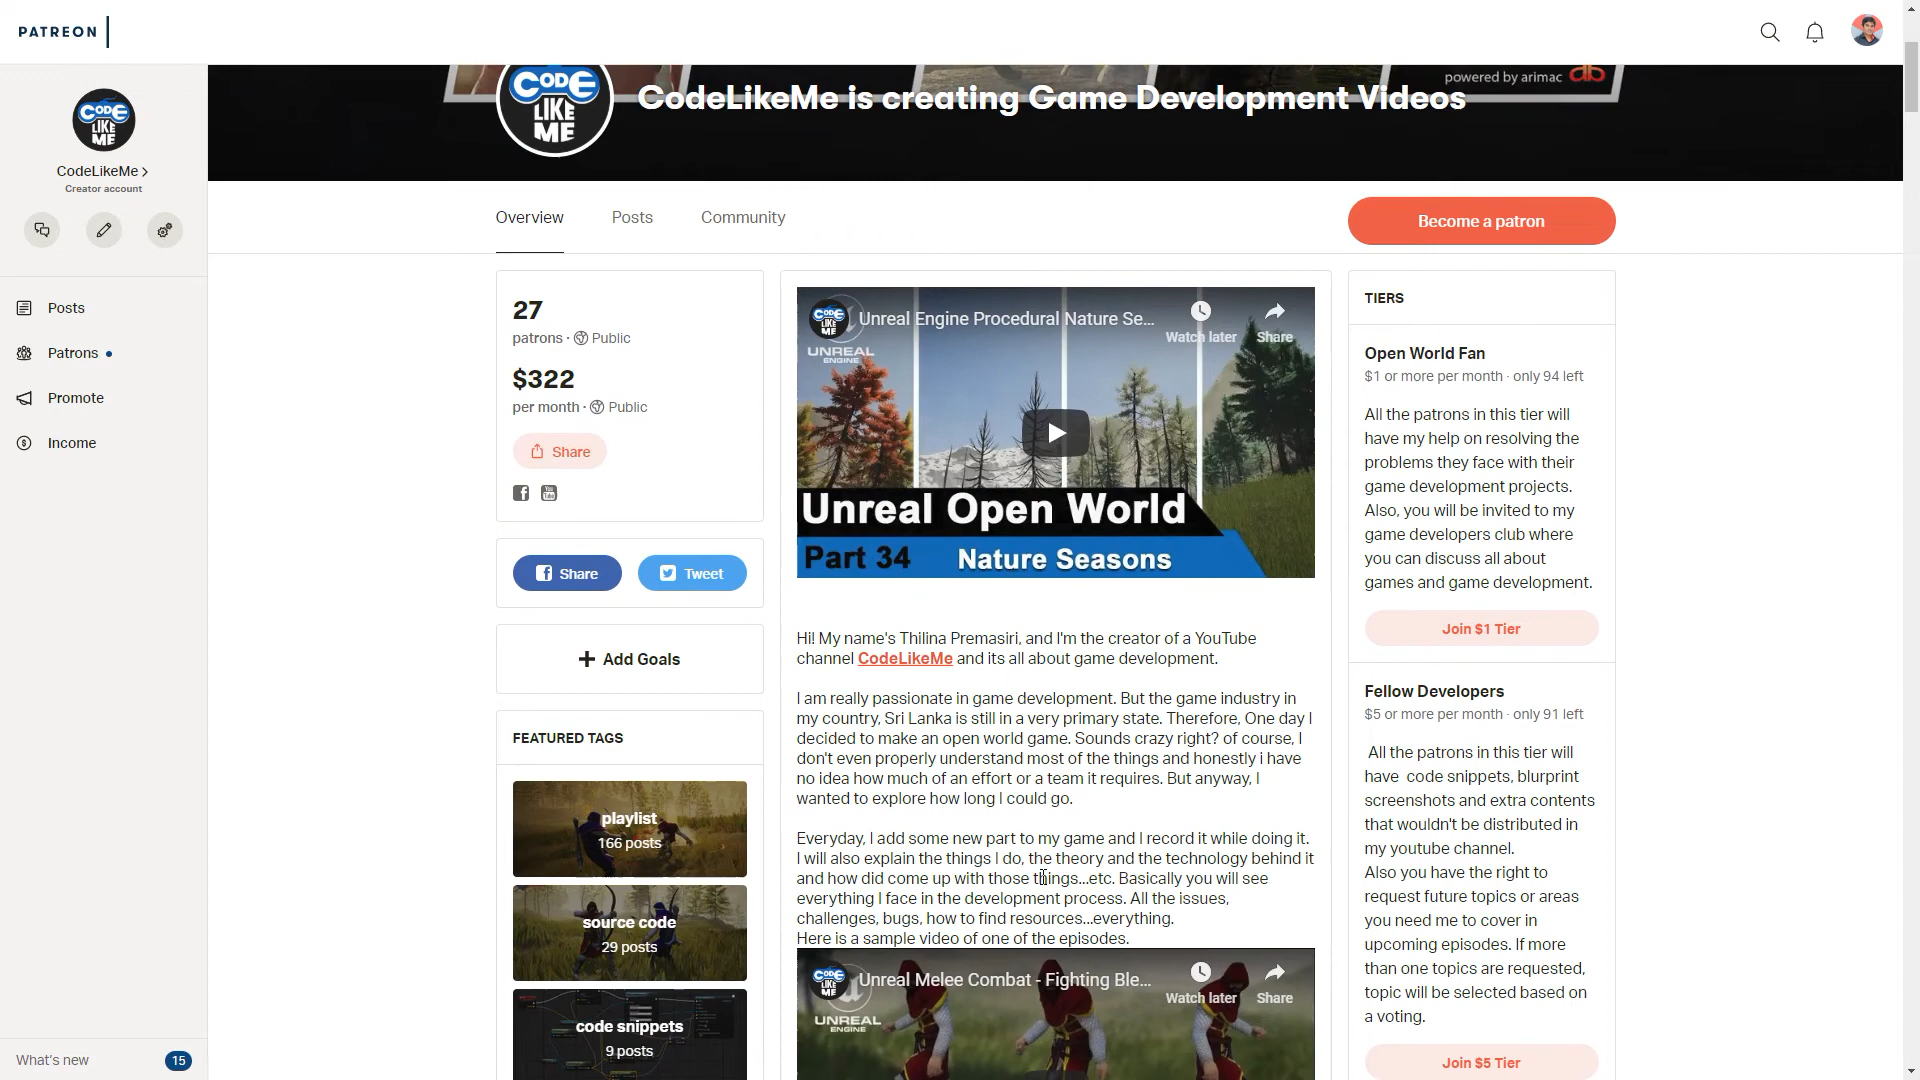 PATREON
CODE
LIKE
ME
CodeLikeMe
Creator account
Posts
Patrons
Promote
Income
What's new
15
powered by arimac
CODE
LIKE
ME
CodeLikeMe is creating Game Development Videos
Overview
Posts
Community
Become a patron
27
patrons · Public
$322
per month · Public
Share
Share
Tweet
Add Goals
FEATURED TAGS
playlist
166 posts
source code
29 posts
code snippets
9 posts
CODE
LIKE
ME
Unreal Engine Procedural Nature Se...
Watch later
Share
UNREAL
ENGINE
Unreal Open World
Part 34
Nature Seasons
Hi! My name's Thilina Premasiri, and I'm the creator of a YouTube
channel CodeLikeMe and its all about game development.
I am really passionate in game development. But the game industry in
my country, Sri Lanka is still in a very primary state. Therefore, One day I
decided to make an open world game. Sounds crazy right? of course, I
don't even properly understand most of the things and honestly i have
no idea how much of an effort or a team it requires. But anyway, I
wanted to explore how long I could go.
Everyday, I add some new part to my game and I record it while doing it.
I will also explain the things I do, the theory and the technology behind it
and how did come up with those things...etc. Basically you will see
everything I face in the development process. All the issues,
challenges, bugs, how to find resources...everything.
Here is a sample video of one of the episodes.
CODE
LIKE
ME
Unreal Melee Combat - Fighting Ble...
Watch later
Share
UNREAL
ENGINE
TIERS
Open World Fan
$1 or more per month · only 94 left
All the patrons in this tier will
have my help on resolving the
problems they face with their
game development projects.
Also, you will be invited to my
game developers club where
you can discuss all about
games and game development.
Join $1 Tier
Fellow Developers
$5 or more per month · only 91 left
All the patrons in this tier will
have code snippets, blurprint
screenshots and extra contents
that wouldn't be distributed in
my youtube channel.
Also you have the right to
request future topics or areas
you need me to cover in
upcoming episodes. If more
than one topics are requested,
topic will be selected based on
a voting.
Join $5 Tier